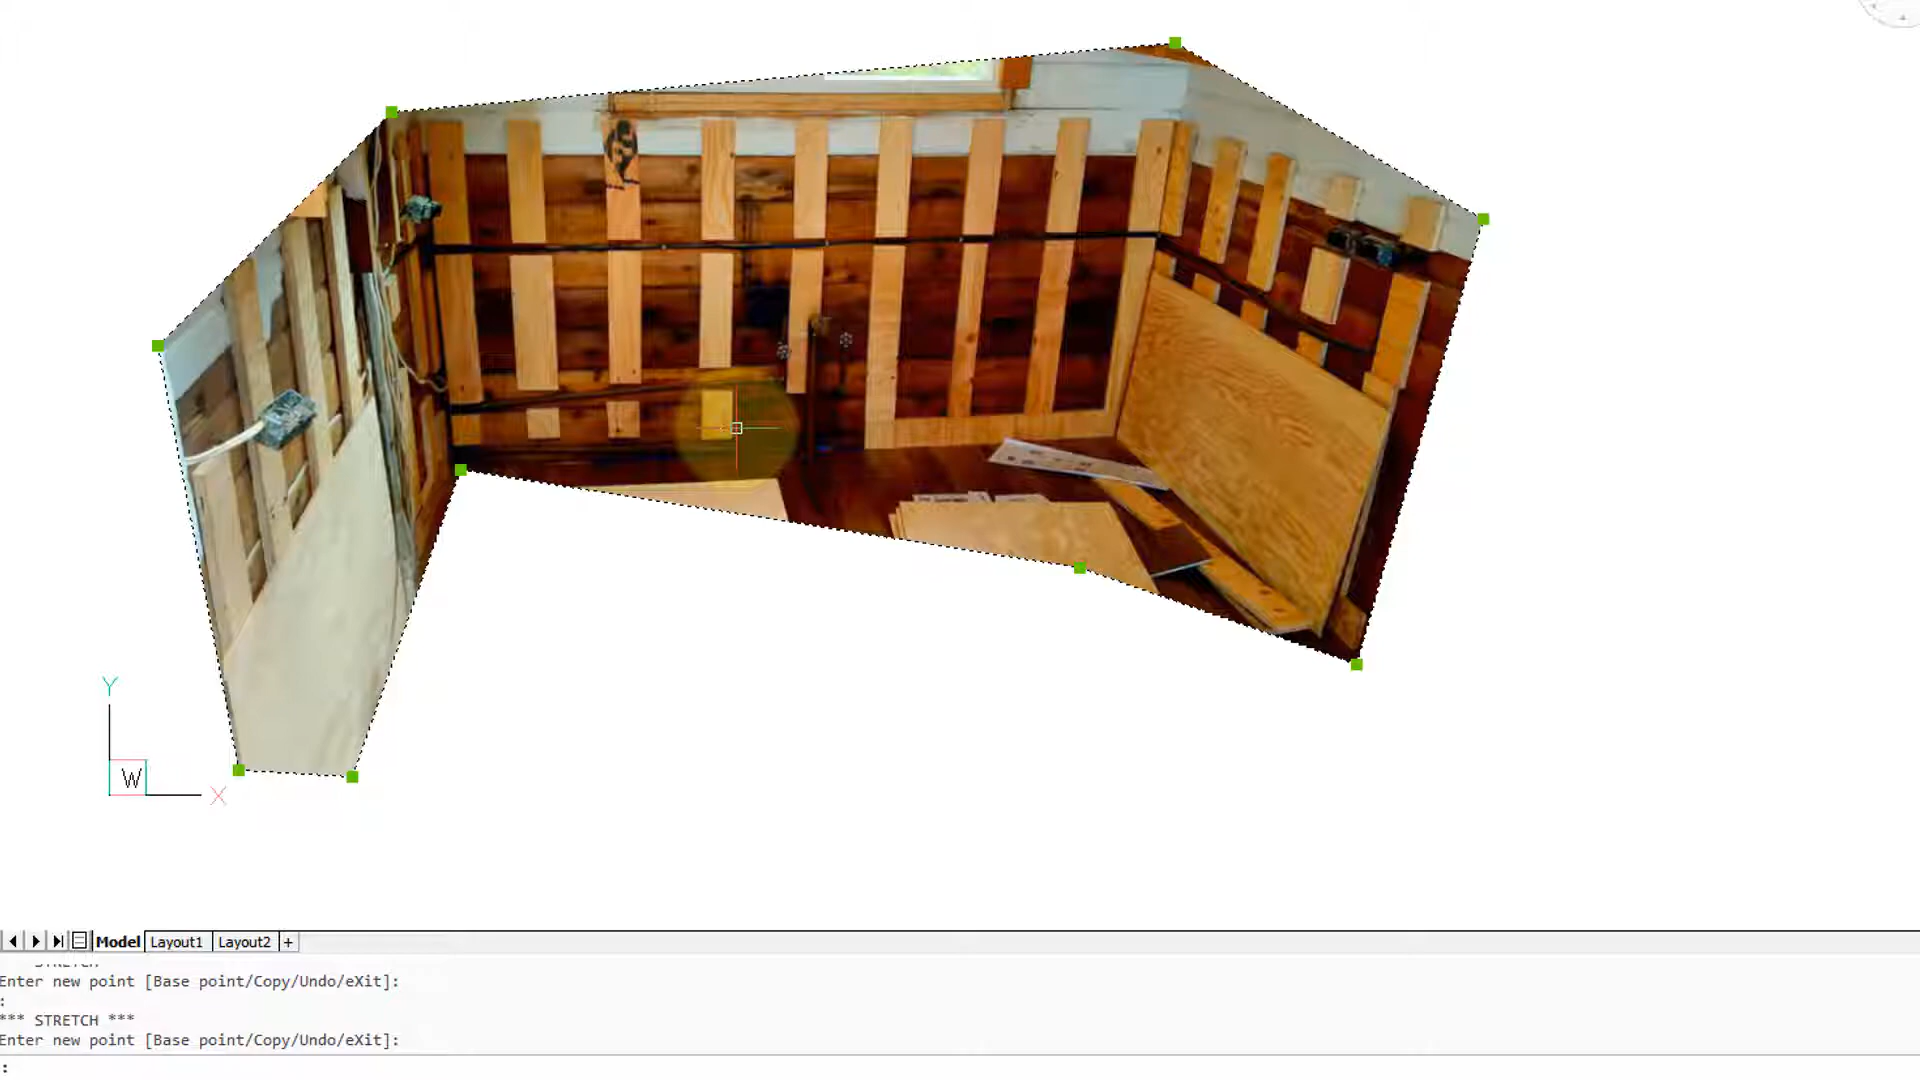 Y
W
X
Model Layout1 Layout2 +
STRETCH
Enter new point [Base point/Copy/Undo/eXit]:
:
*** STRETCH ***
Enter new point [Base point/Copy/Undo/eXit]:
: